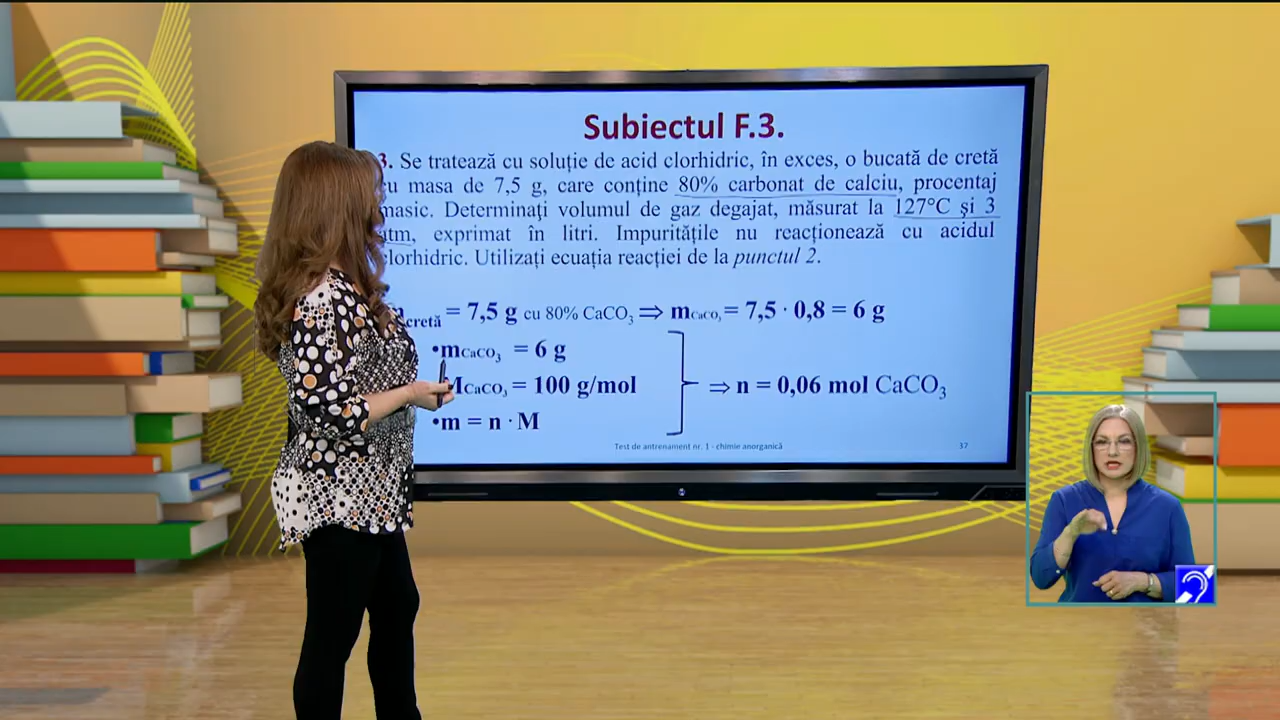 Subiectul F.3.
3. Se tratează cu soluție de acid clorhidric, în exces, o bucată de cretă
cu masa de 7,5 g, care conține 80% carbonat de calciu, procentaj
masic. Determinați volumul de gaz degajat, măsurat la 127°C și 3
atm, exprimat în litri. Impuritățile nu reacționează cu acidul
clorhidric. Utilizați ecuația reacției de la punctul 2.
cretă = 7,5 g cu 80% CaCO₃ ⇒ mCaCO₃ = 7,5 · 0,8 = 6 g
•mCaCO₃ = 6 g
MCaCO₃ = 100 g/mol
⇒ n = 0,06 mol CaCO₃
•m = n · M
Test de antrenament nr. 1 - chimie anorganică
37